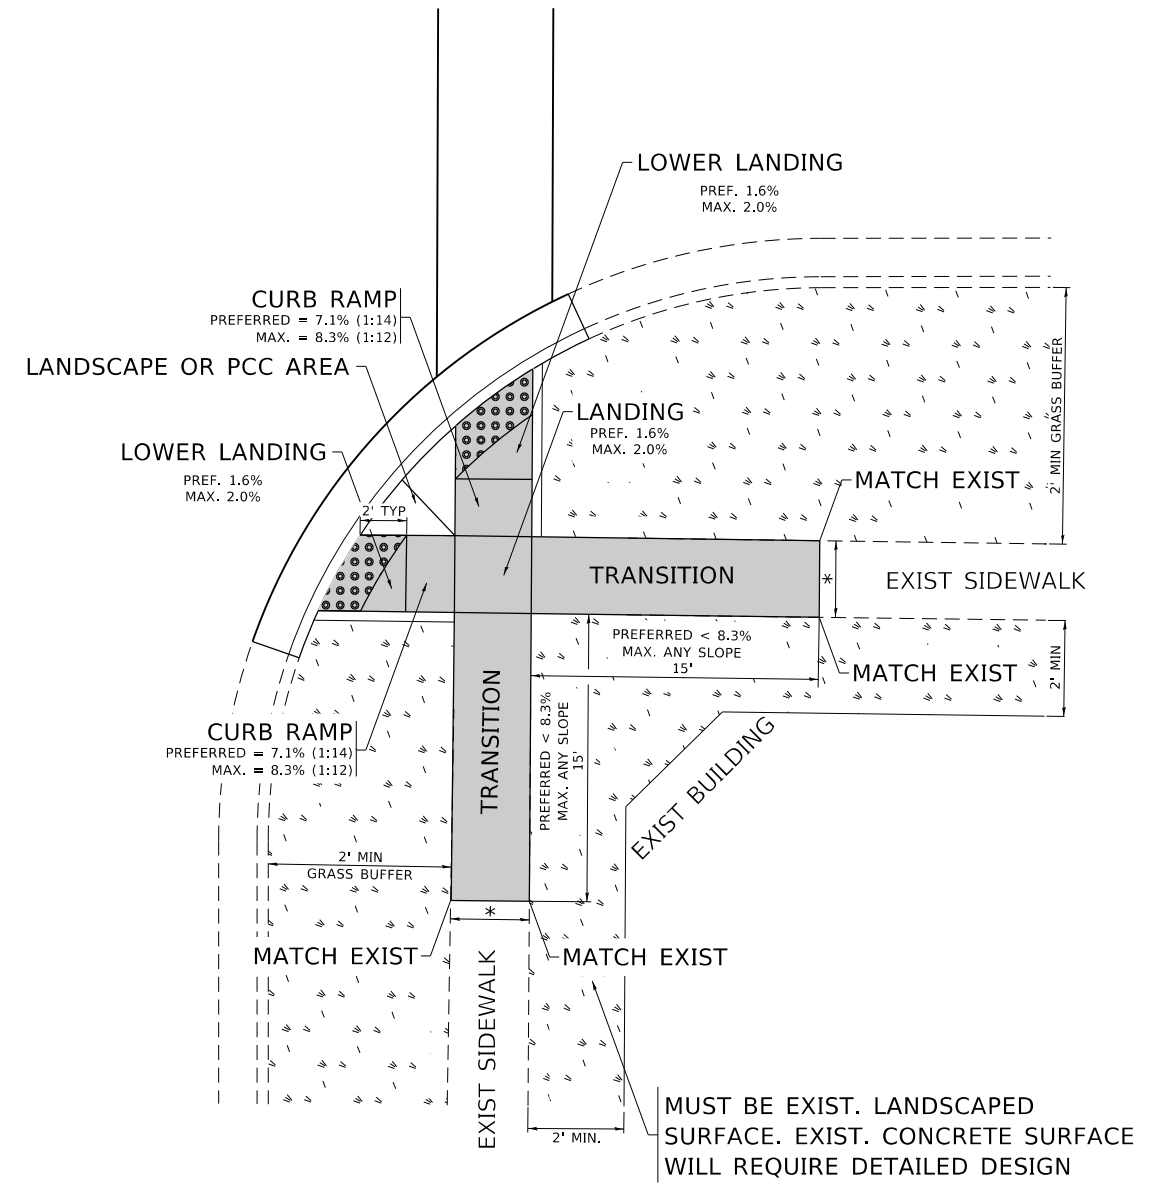 LOWER LANDING
PREF. 1.6%
MAX. 2.0%
CURB RAMP
PREFERRED = 7.1% (1:14)
MAX. = 8.3% (1:12)
LANDSCAPE OR PCC AREA
LANDING
PREF. 1.6%
MAX. 2.0%
LOWER LANDING
PREF. 1.6%
MAX. 2.0%
2' TYP
2' MIN GRASS BUFFER
MATCH EXIST
TRANSITION
*
EXIST SIDEWALK
PREFERRED < 8.3%
MAX. ANY SLOPE
15'
MATCH EXIST
2' MIN
CURB RAMP
PREFERRED = 7.1% (1:14)
MAX. = 8.3% (1:12)
TRANSITION
PREFERRED < 8.3%
MAX. ANY SLOPE
15'
EXIST BUILDING
2' MIN
GRASS BUFFER
*
MATCH EXIST
MATCH EXIST
EXIST SIDEWALK
2' MIN.
MUST BE EXIST. LANDSCAPED
SURFACE. EXIST. CONCRETE SURFACE
WILL REQUIRE DETAILED DESIGN